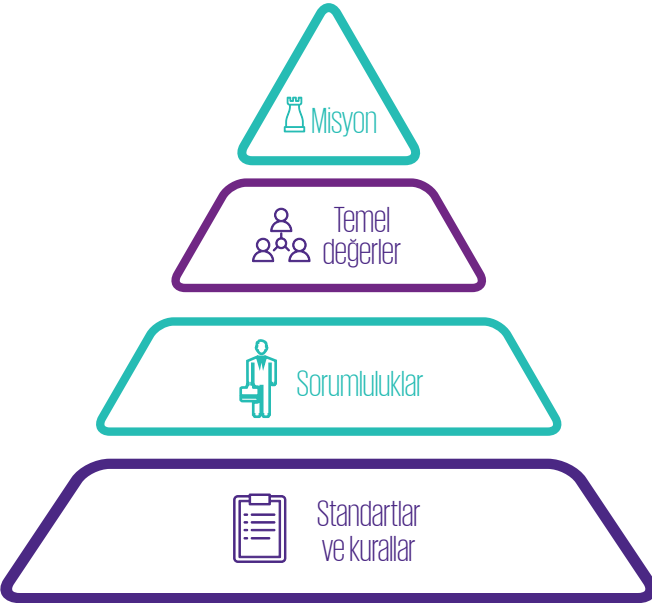 Misyon
Temel
değerler
Sorumluluklar
Standartlar
ve kurallar